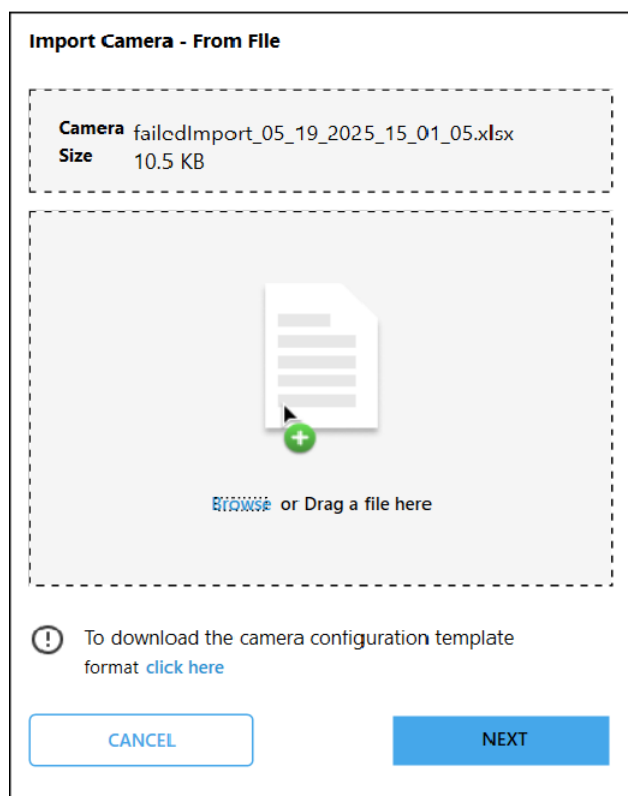 Import Camera - From File
Camera failedImport_05_19_2025_15_01_05.xlsx
Size 10.5 KB
Browse or Drag a file here
To download the camera configuration template
format click here
CANCEL NEXT